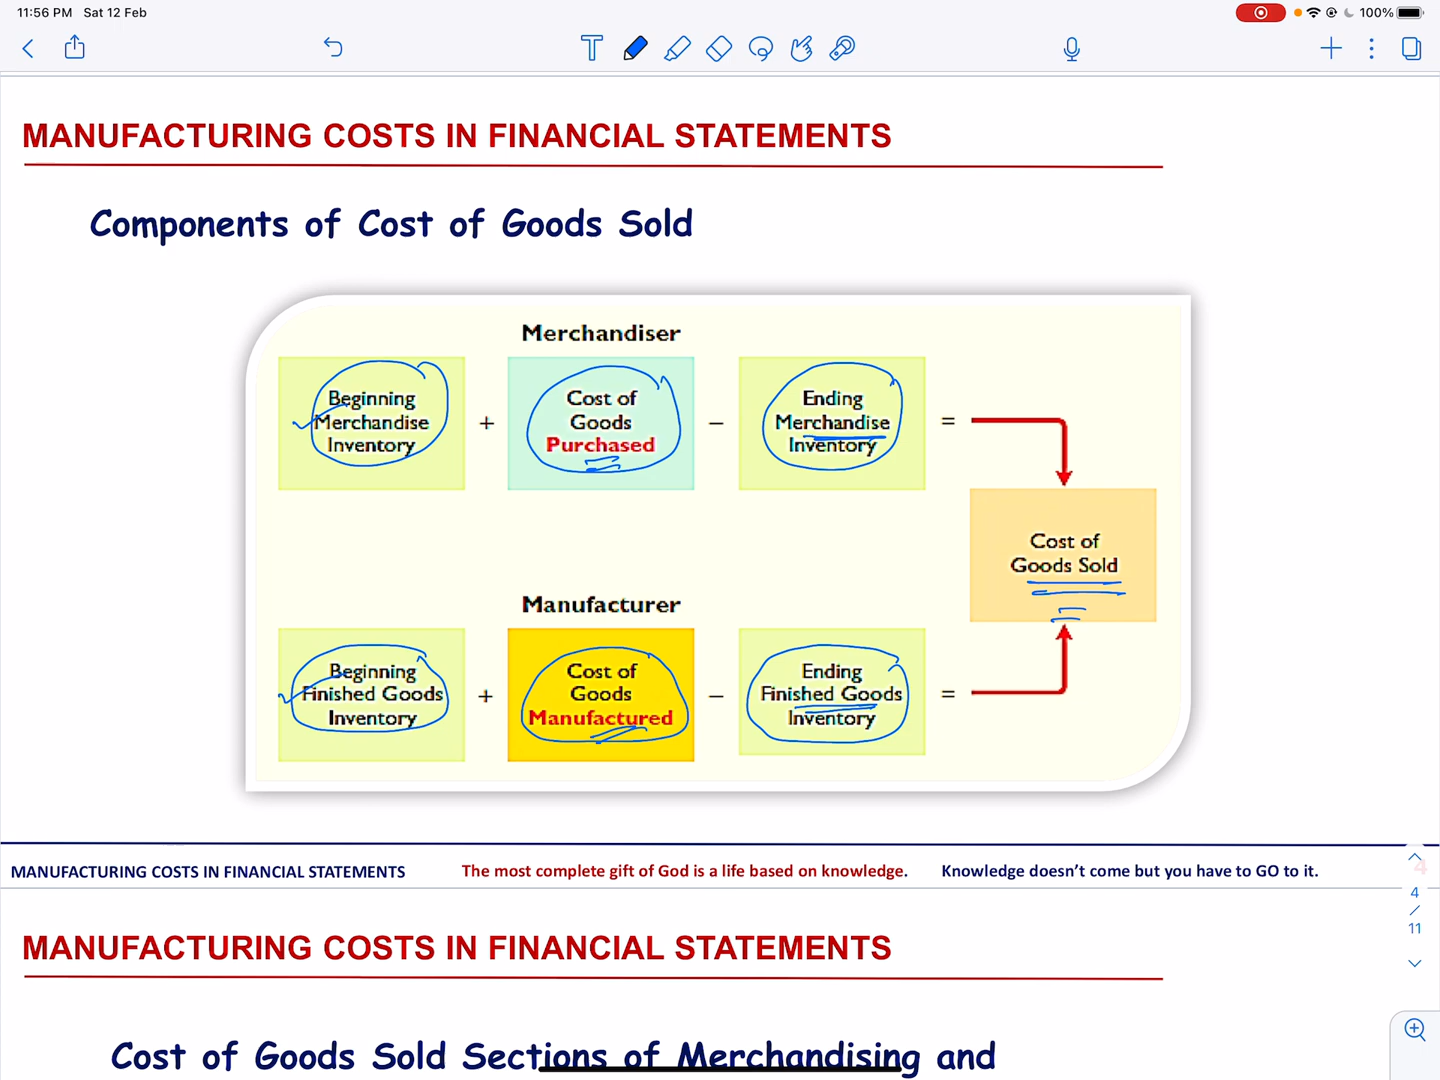 11:56 PM Sat 12 Feb
100%
MANUFACTURING COSTS IN FINANCIAL STATEMENTS
Components of Cost of Goods Sold
Merchandiser
Beginning
Merchandise
Inventory
+
Cost of
Goods
Purchased
–
Ending
Merchandise
Inventory
=
Cost of
Goods Sold
Manufacturer
Beginning
Finished Goods
Inventory
+
Cost of
Goods
Manufactured
–
Ending
Finished Goods
Inventory
=
MANUFACTURING COSTS IN FINANCIAL STATEMENTS The most complete gift of God is a life based on knowledge. Knowledge doesn’t come but you have to GO to it.
4
4
/
11
MANUFACTURING COSTS IN FINANCIAL STATEMENTS
Cost of Goods Sold Sections of Merchandising and